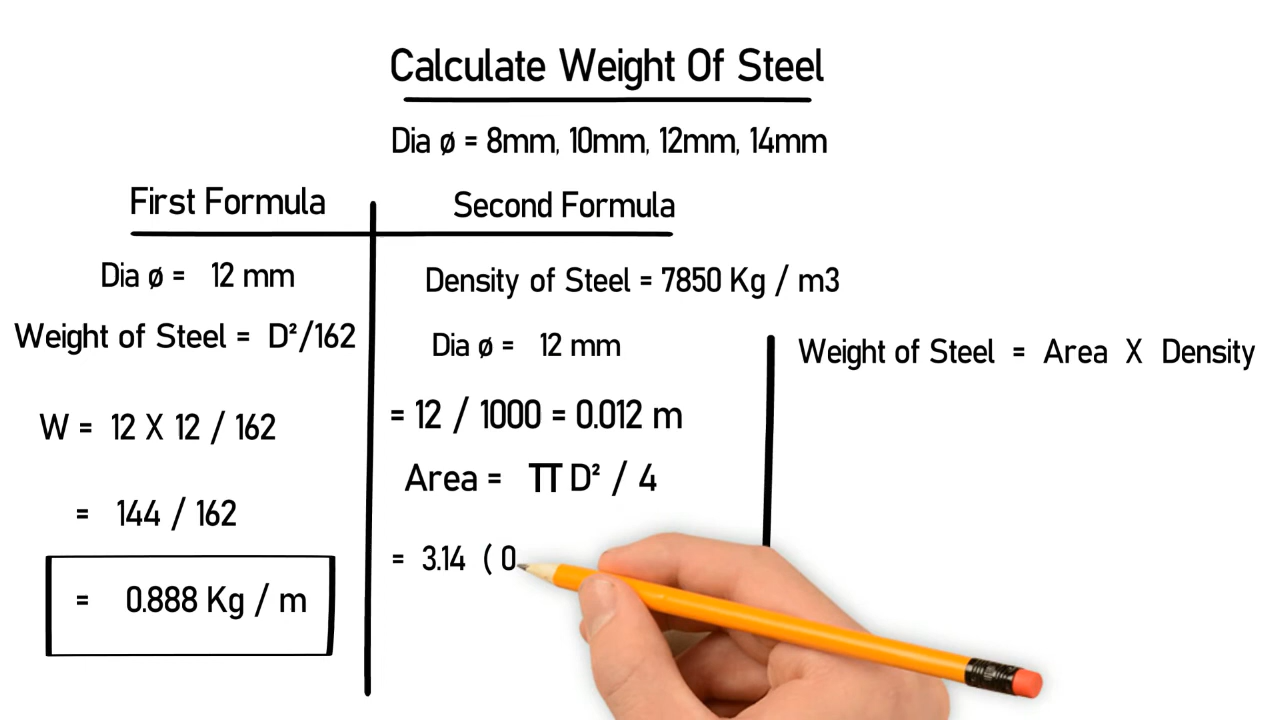 Calculate Weight Of Steel
Dia ø = 8mm, 10mm, 12mm, 14mm
First Formula
Dia ø = 12 mm
Weight of Steel = D²/162
W = 12 X 12 / 162
= 144 / 162
= 0.888 Kg / m
Second Formula
Density of Steel = 7850 Kg / m3
Dia ø = 12 mm
= 12 / 1000 = 0.012 m
Area = π D² / 4
= 3.14 ( 0
Weight of Steel = Area X Density